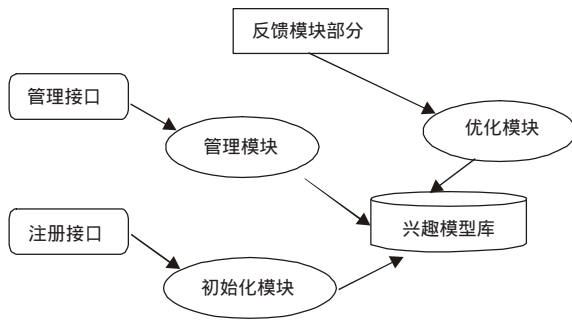 反馈模块部分
管理接口
优化模块
管理模块
兴趣模型库
注册接口
初始化模块